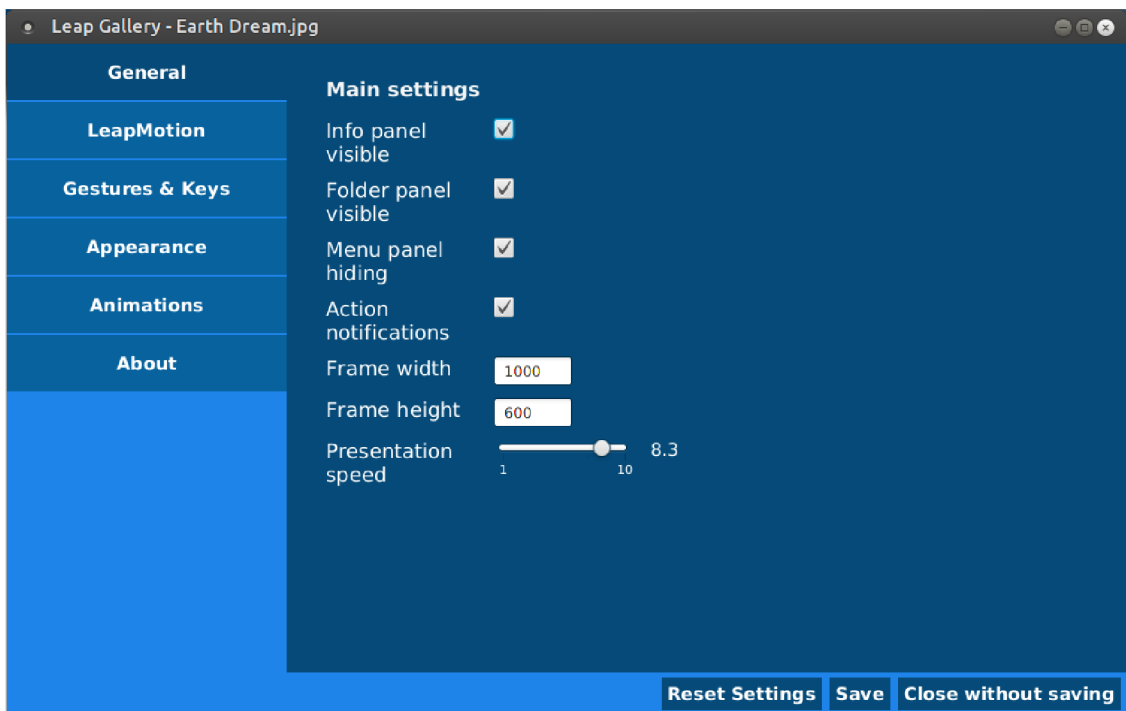 Leap Gallery - Earth Dream.jpg
General
LeapMotion
Gestures & Keys
Appearance
Animations
About
Main settings
Info panel
visible
Folder panel
visible
Menu panel
hiding
Action
notifications
Frame width
1000
Frame height
600
Presentation
speed
1
10
8.3
Reset Settings
Save
Close without saving